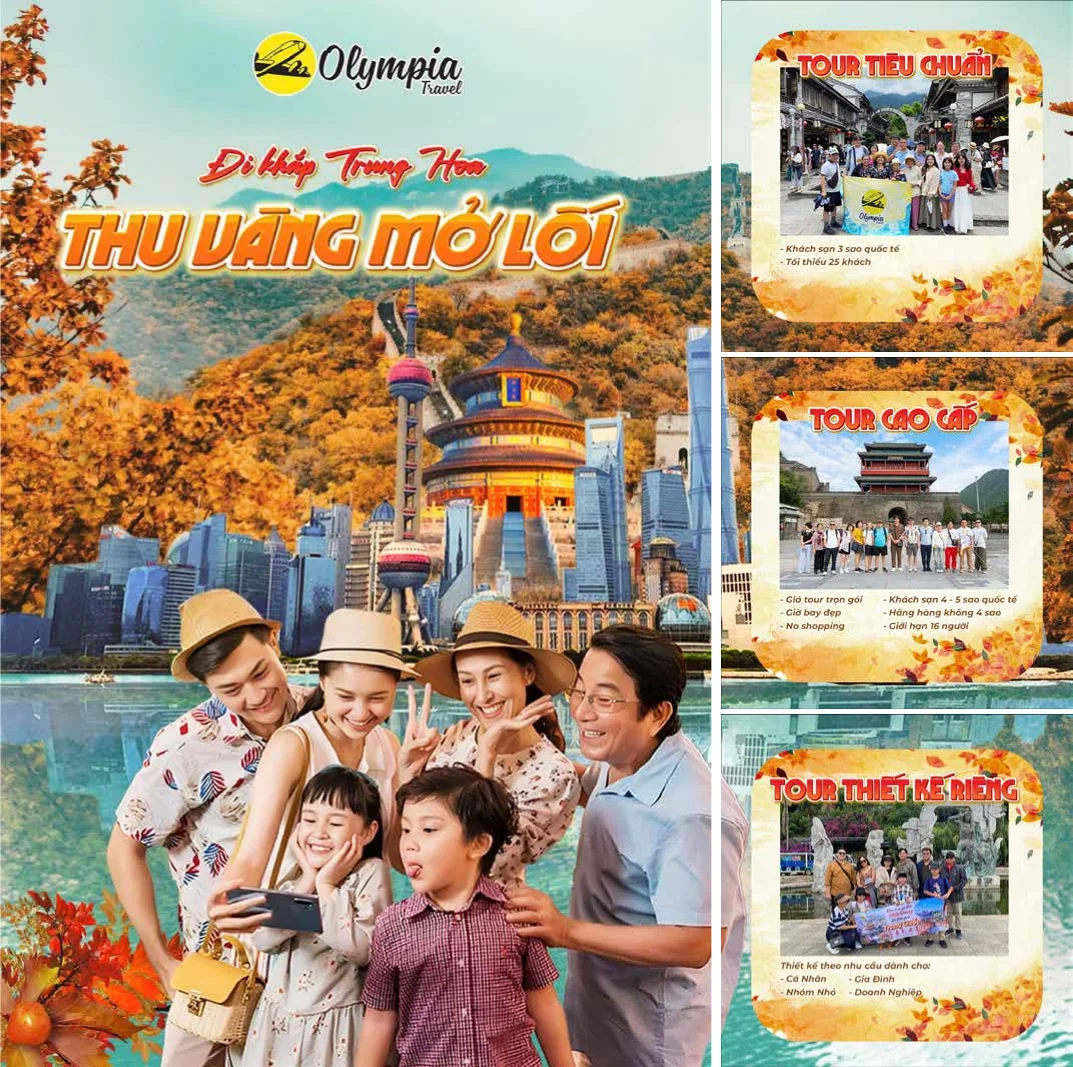 Olympia
Travel
Đi khắp Trung Hoa
THU VÀNG MỞ LỐI
TOUR TIÊU CHUẨN
Olympia
- Khách sạn 3 sao quốc tế
- Tối thiểu 25 khách
TOUR CAO CẤP
- Giá tour trọn gói
- Giờ bay đẹp
- No shopping
- Khách sạn 4 - 5 sao quốc tế
- Hãng hàng không 4 sao
- Giới hạn 16 người
TOUR THIẾT KẾ RIÊNG
Thiết kế theo nhu cầu dành cho:
- Cá Nhân
- Nhóm Nhỏ
- Gia Đình
- Doanh Nghiệp